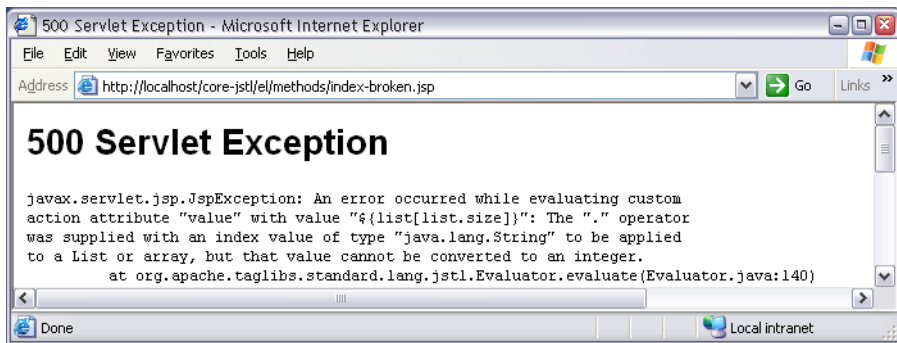 500 Servlet Exception - Microsoft Internet Explorer
File Edit View Favorites Tools Help
Address http://localhost/core-jstl/el/methods/index-broken.jsp Go Links »
500 Servlet Exception
javax.servlet.jsp.JspException: An error occurred while evaluating custom
action attribute "value" with value "${list[list.size]}": The "." operator
was supplied with an index value of type "java.lang.String" to be applied
to a List or array, but that value cannot be converted to an integer.
at org.apache.taglibs.standard.lang.jstl.Evaluator.evaluate(Evaluator.java:140)
Done Local intranet